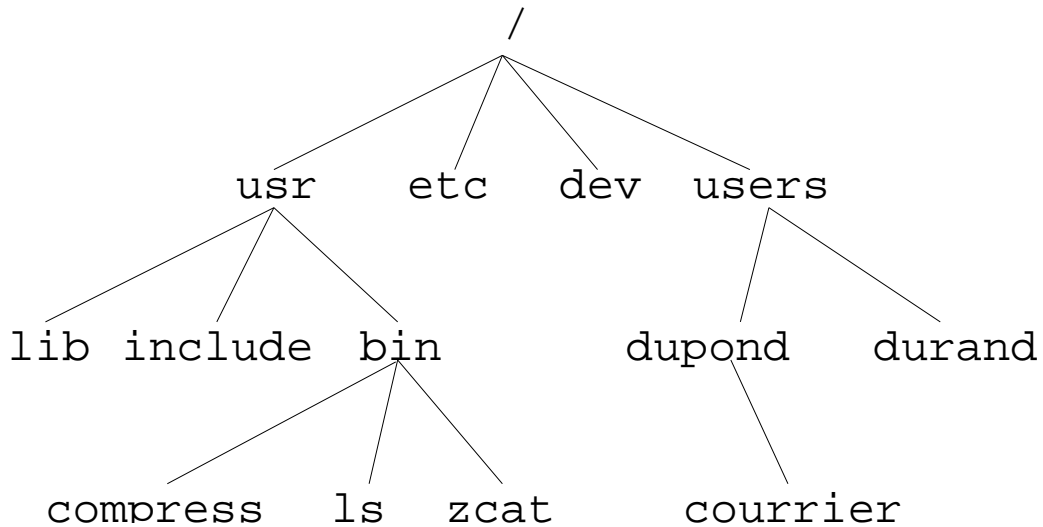 /
usr etc dev users
lib include bin dupond durand
compress ls zcat courrier